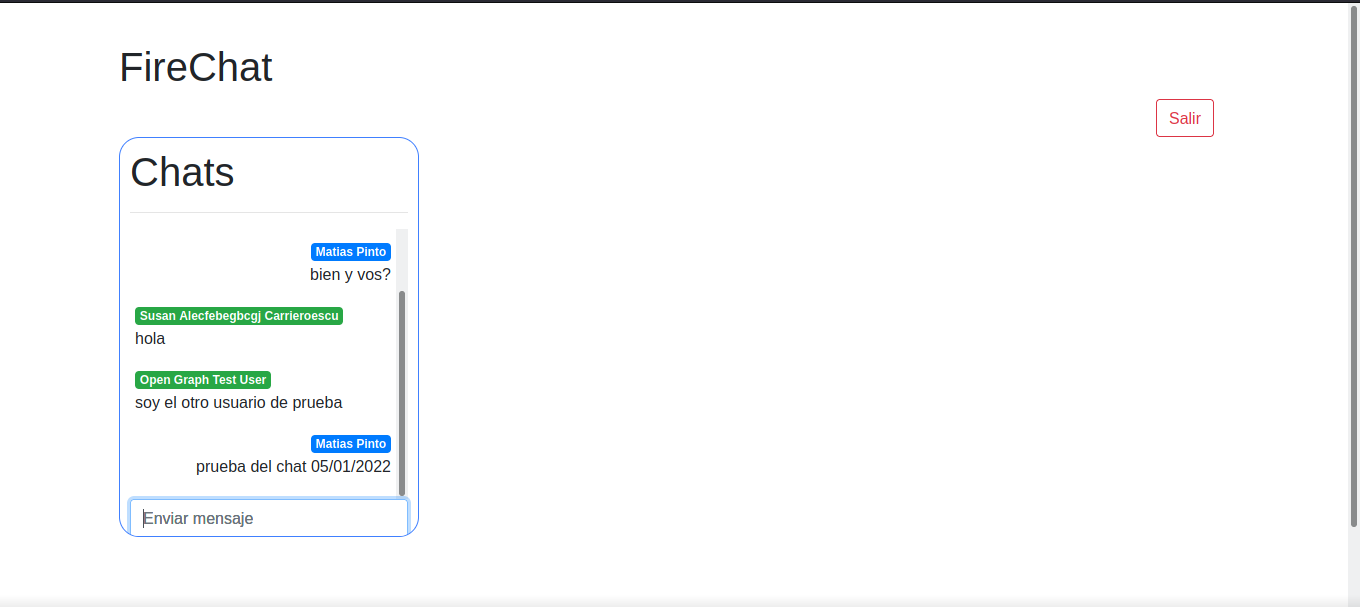 FireChat
Salir
Chats
Matias Pinto
bien y vos?
Susan Alecfebegbcgj Carrieroescu
hola
Open Graph Test User
soy el otro usuario de prueba
Matias Pinto
prueba del chat 05/01/2022
Enviar mensaje